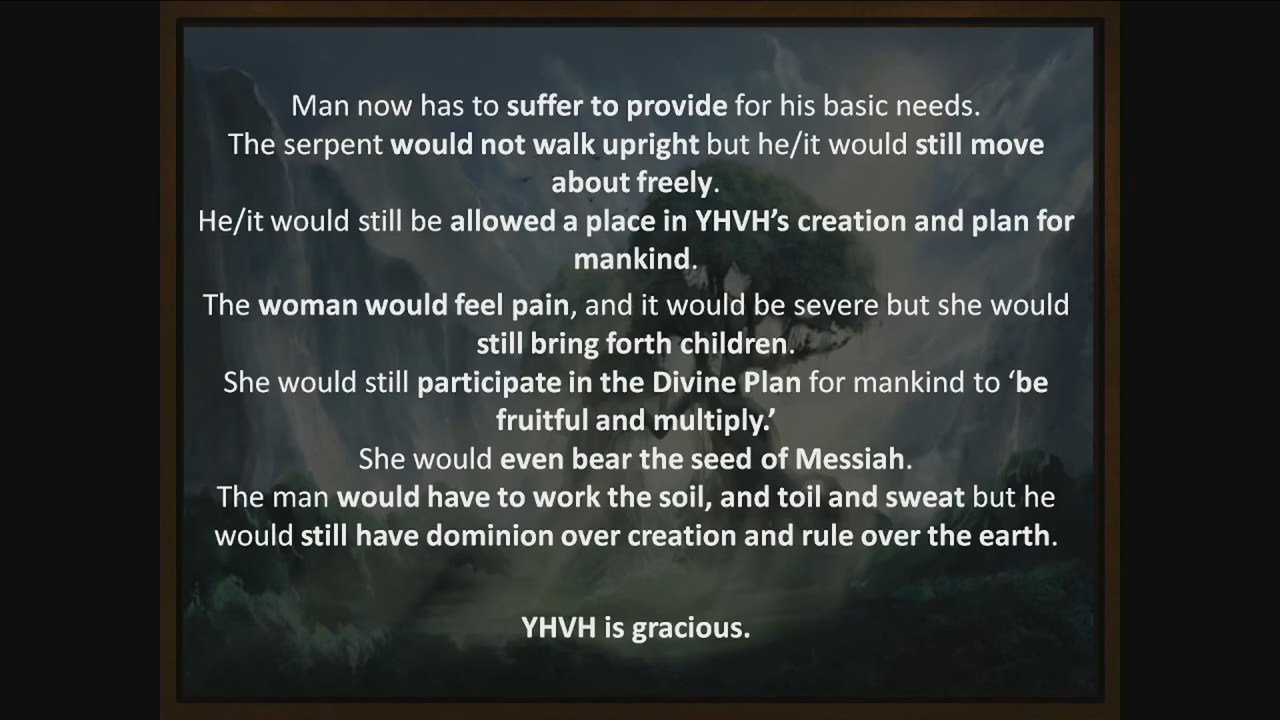 Man now has to suffer to provide for his basic needs.
The serpent would not walk upright but he/it would still move
about freely.
He/it would still be allowed a place in YHVH’s creation and plan for
mankind.
The woman would feel pain, and it would be severe but she would
still bring forth children.
She would still participate in the Divine Plan for mankind to ‘be
fruitful and multiply.’
She would even bear the seed of Messiah.
The man would have to work the soil, and toil and sweat but he
would still have dominion over creation and rule over the earth.
YHVH is gracious.